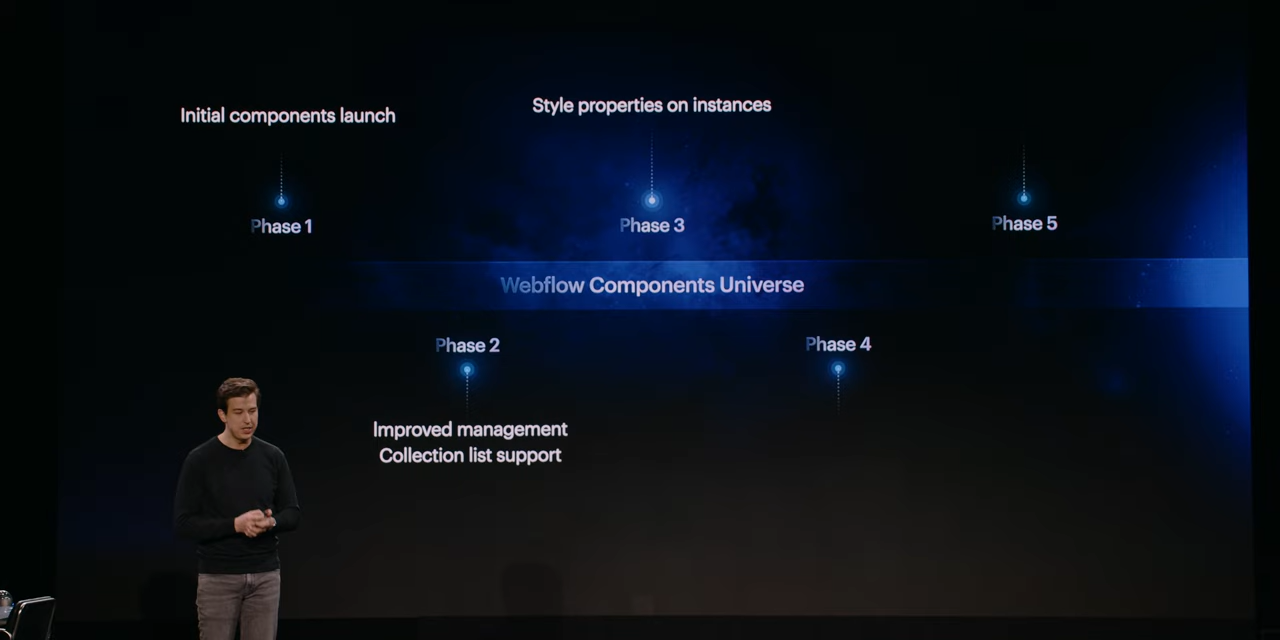 Initial components launch
Style properties on instances
Phase 1
Phase 3
Phase 5
Webflow Components Universe
Phase 2
Phase 4
Improved management
Collection list support